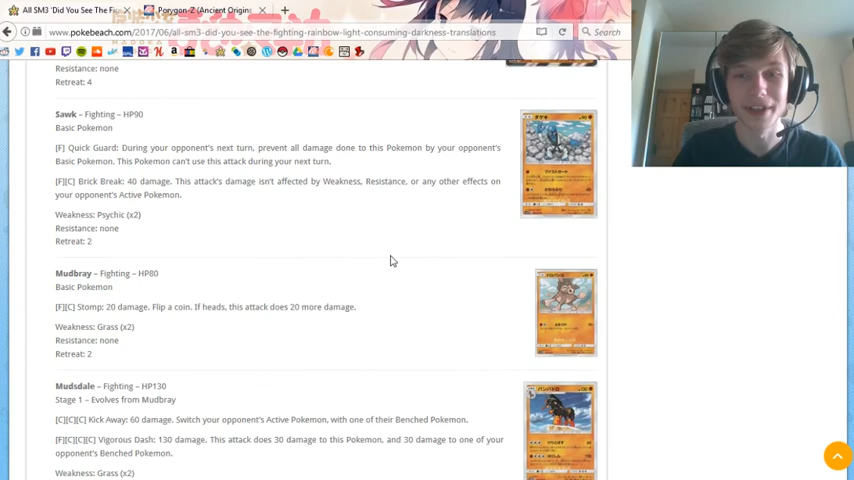 All SM3 'Did You See The Fi
Porygon-Z (Ancient Origin
www.pokebeach.com/2017/06/all-sm3-did-you-see-the-fighting-rainbow-light-consuming-darkness-translations
Search
Resistance: none
Retreat: 4
Sawk – Fighting – HP90
Basic Pokemon
[F] Quick Guard: During your opponent's next turn, prevent all damage done to this Pokemon by your opponent's
Basic Pokemon. This Pokemon can't use this attack during your next turn.
[F][C] Brick Break: 40 damage. This attack's damage isn't affected by Weakness, Resistance, or any other effects on
your opponent's Active Pokemon.
Weakness: Psychic (x2)
Resistance: none
Retreat: 2
Mudbray – Fighting – HP80
Basic Pokemon
[F][C] Stomp: 20 damage. Flip a coin. If heads, this attack does 20 more damage.
Weakness: Grass (x2)
Resistance: none
Retreat: 2
Mudsdale – Fighting – HP130
Stage 1 – Evolves from Mudbray
[C][C][C] Kick Away: 60 damage. Switch your opponent's Active Pokemon, with one of their Benched Pokemon.
[F][C][C][C] Vigorous Dash: 130 damage. This attack does 30 damage to this Pokemon, and 30 damage to one of your
opponent's Benched Pokemon.
Weakness: Grass (x2)